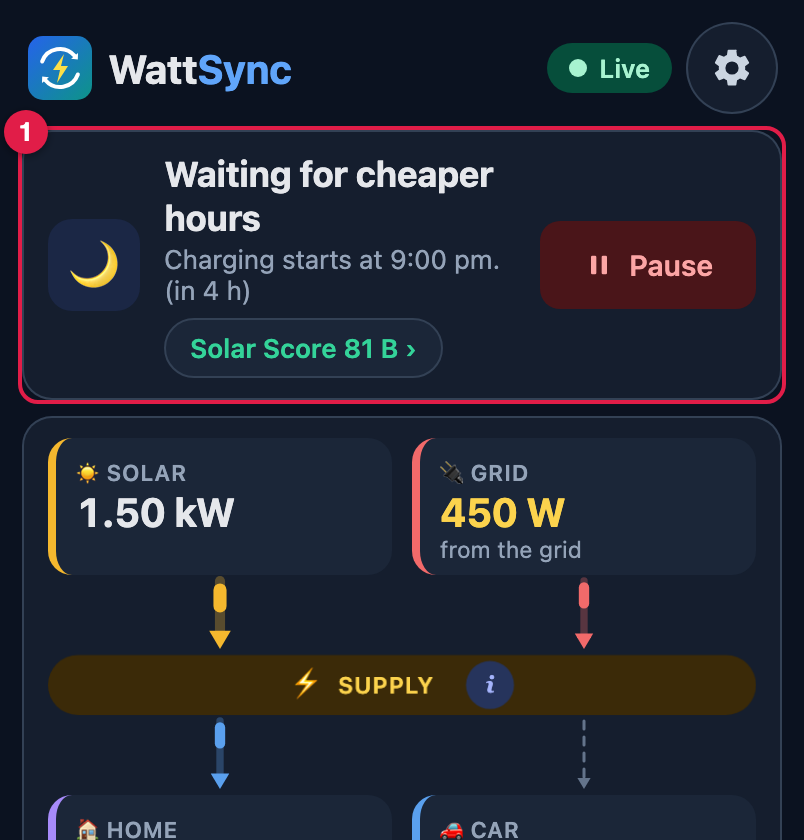 WattSync
Live
1
Waiting for cheaper
hours
Charging starts at 9:00 pm.
(in 4 h)
Pause
Solar Score 81 B ›
SOLAR
1.50 kW
GRID
450 W
from the grid
SUPPLY
i
HOME
CAR